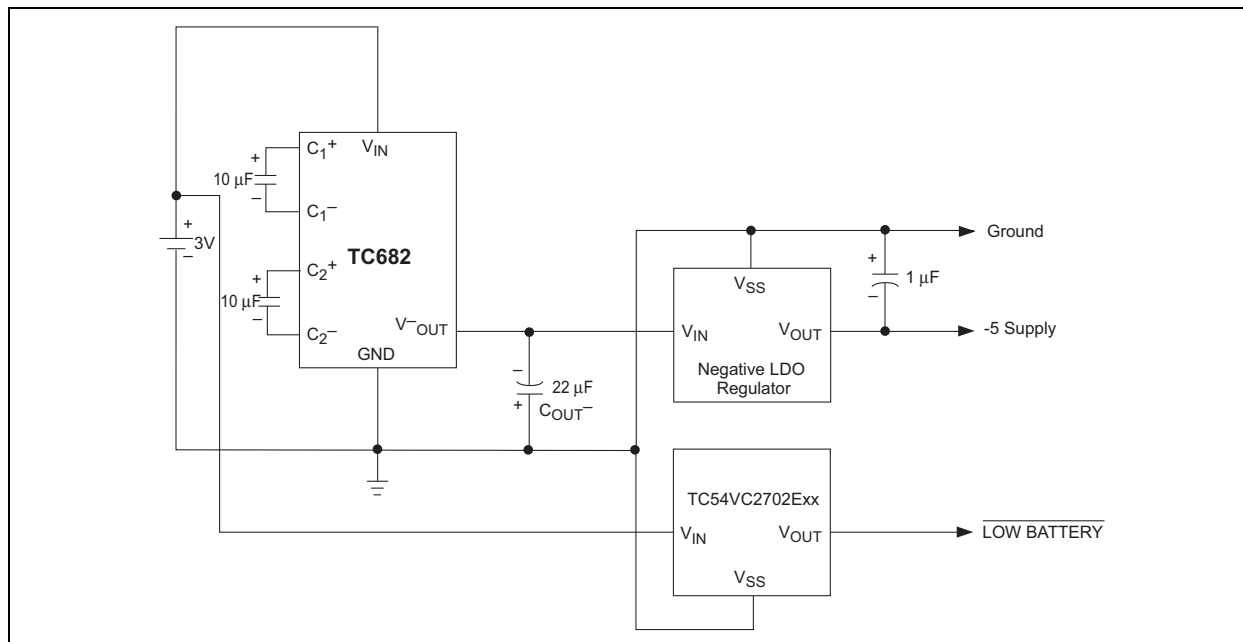 C1+
VIN
+
10 µF
–
C1–
TC682
+
3V
–
C2+
+
10 µF
–
C2–
V–OUT
GND
–
22 µF
+
COUT–
Ground
VSS
+
1 µF
–
VIN
VOUT
-5 Supply
Negative LDO
Regulator
TC54VC2702Exx
VIN
VOUT
LOW BATTERY
VSS